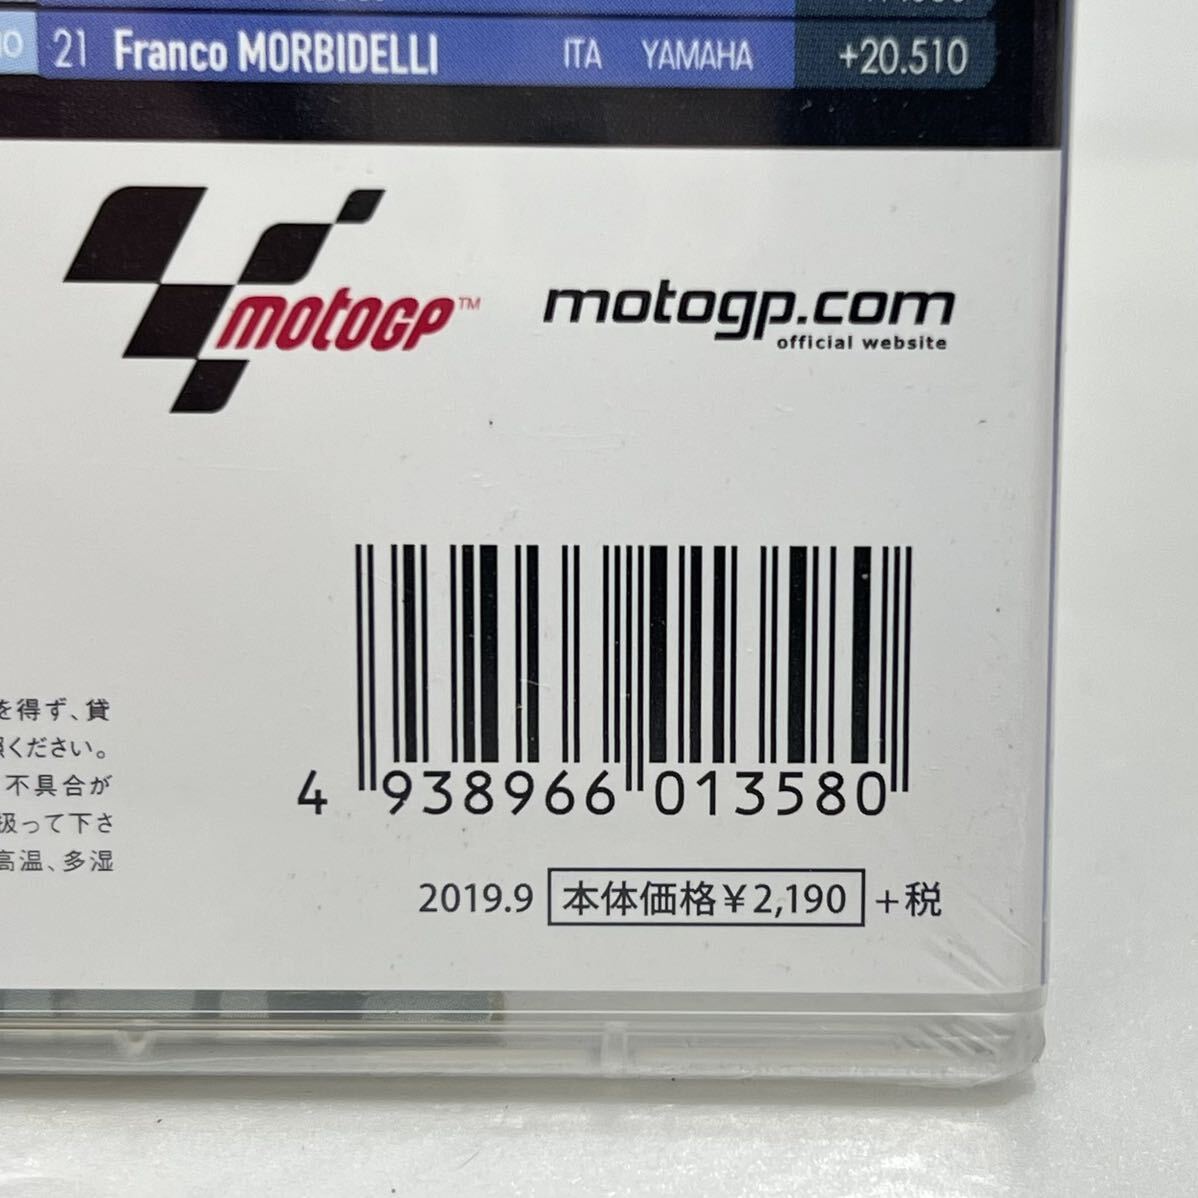 10 21 Franco MORBIDELLI ITA YAMAHA +20.510
motoGP™
motogp.com
official website
を得ず、貸
ください。
不具合が
扱って下さ
高温、多湿
4 938966 013580
2019.9 本体価格¥2,190 +税